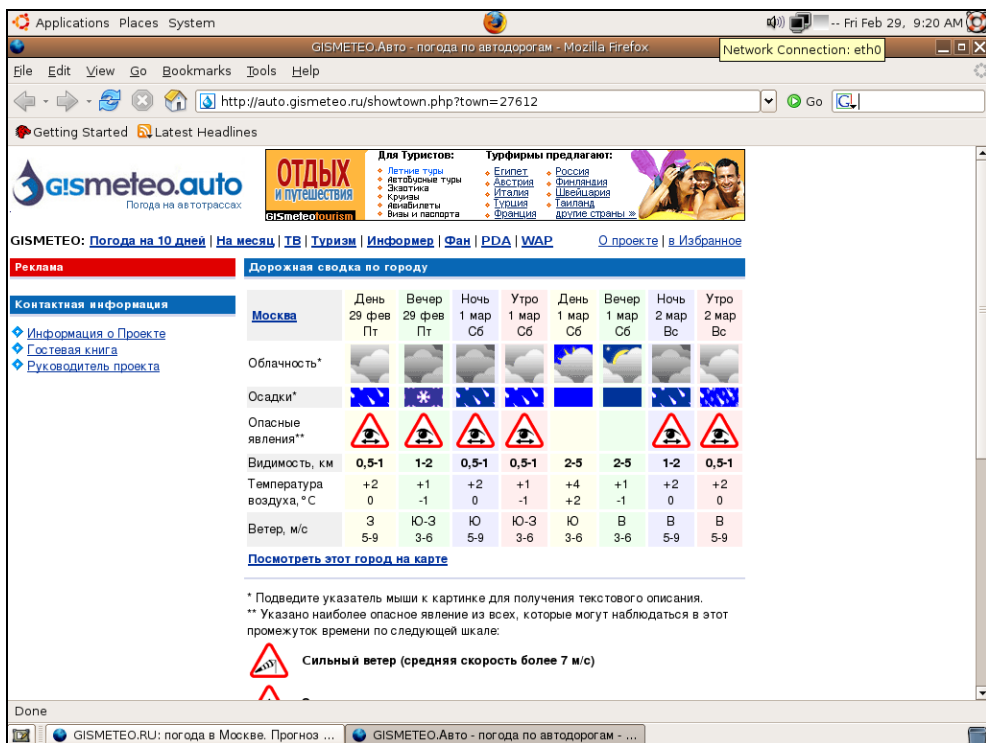 Applications Places System
-- Fri Feb 29, 9:20 AM
GISMETEO.Авто - погода по автодорогам - Mozilla Firefox
Network Connection: eth0
File Edit View Go Bookmarks Tools Help
http://auto.gismeteo.ru/showtown.php?town=27612
Go
G
Getting Started Latest Headlines
G!Smeteo.auto
Погода на автотрассах
ОТДЫХ
и путешествия
GISmeteotourism
Для Туристов:
Летние туры
Автобусные туры
Экзотика
Круизы
Авиабилеты
Визы и паспорта
Турфирмы предлагают:
Египет Россия
Австрия Финляндия
Италия Швейцария
Турция Таиланд
Франция другие страны »
GISMETEO: Погода на 10 дней | На месяц | ТВ | Туризм | Информер | Фан | PDA | WAP
О проекте | в Избранное
Реклама
Контактная информация
Информация о Проекте
Гостевая книга
Руководитель проекта
Дорожная сводка по городу
Москва
День Вечер Ночь Утро День Вечер Ночь Утро
29 фев 29 фев 1 мар 1 мар 1 мар 1 мар 2 мар 2 мар
Пт Пт Сб Сб Сб Сб Вс Вс
Облачность*
Осадки*
Опасные
явления**
Видимость, км 0,5-1 1-2 0,5-1 0,5-1 2-5 2-5 1-2 0,5-1
Температура +2 +1 +2 +1 +4 +1 +2 +2
воздуха,°C 0 -1 0 -1 +2 -1 0 0
Ветер, м/с
З Ю-З Ю Ю-З Ю В В В
5-9 3-6 5-9 3-6 3-6 3-6 5-9 5-9
Посмотреть этот город на карте
* Подведите указатель мыши к картинке для получения текстового описания.
** Указано наиболее опасное явление из всех, которые могут наблюдаться в этот
промежуток времени по следующей шкале:
Сильный ветер (средняя скорость более 7 м/с)
Done
GISMETEO.RU: погода в Москве. Прогноз ...
GISMETEO.Авто - погода по автодорогам - ...